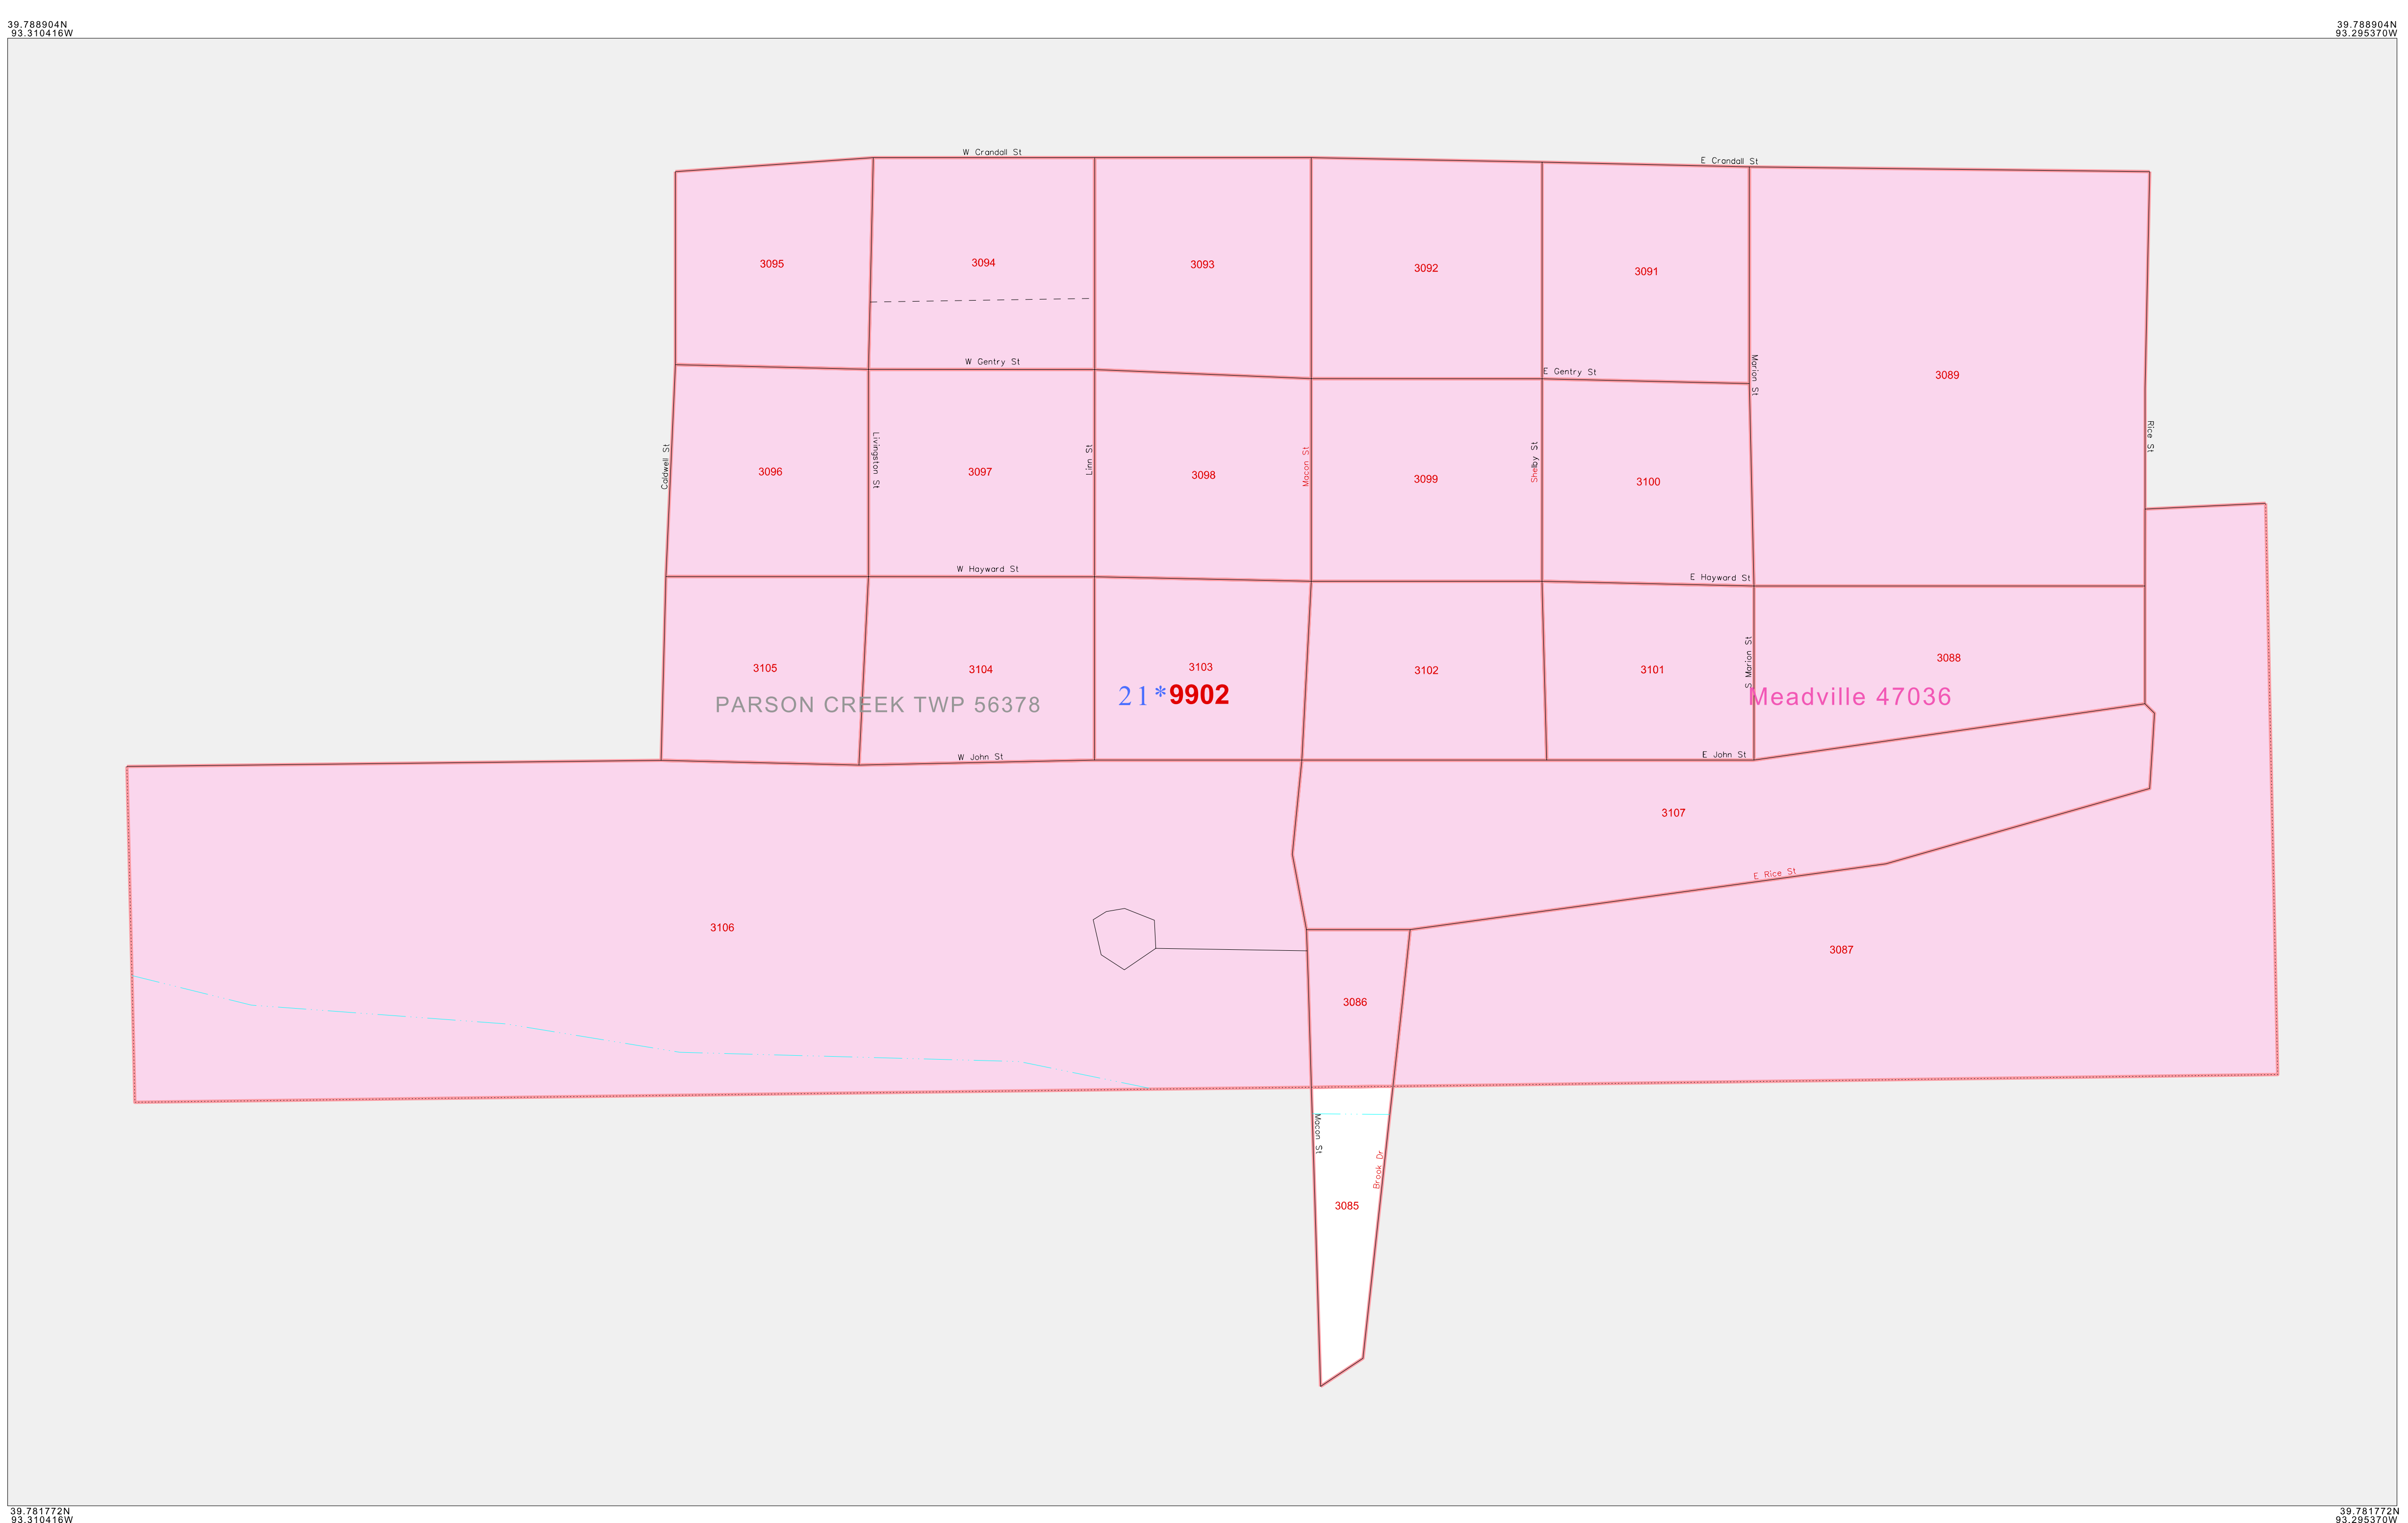 39.788904N
93.310416W
39.788904N
93.295370W
W Crandall St
E Crandall St
3095
3094
3093
3092
3091
3089
W Gentry St
E Gentry St
Marion St
Caldwell St
Livingston St
Linn St
Macon St
Shelby St
Rice St
3096
3097
3098
3099
3100
W Hayward St
E Hayward St
3105
3104
3103
3102
3101
S Marion St
3088
PARSON CREEK TWP 56378
21*9902
Meadville 47036
W John St
E John St
3107
E Rice St
3106
3087
3086
Macon St
Brook Dr
3085
39.781772N
93.310416W
39.781772N
93.295370W